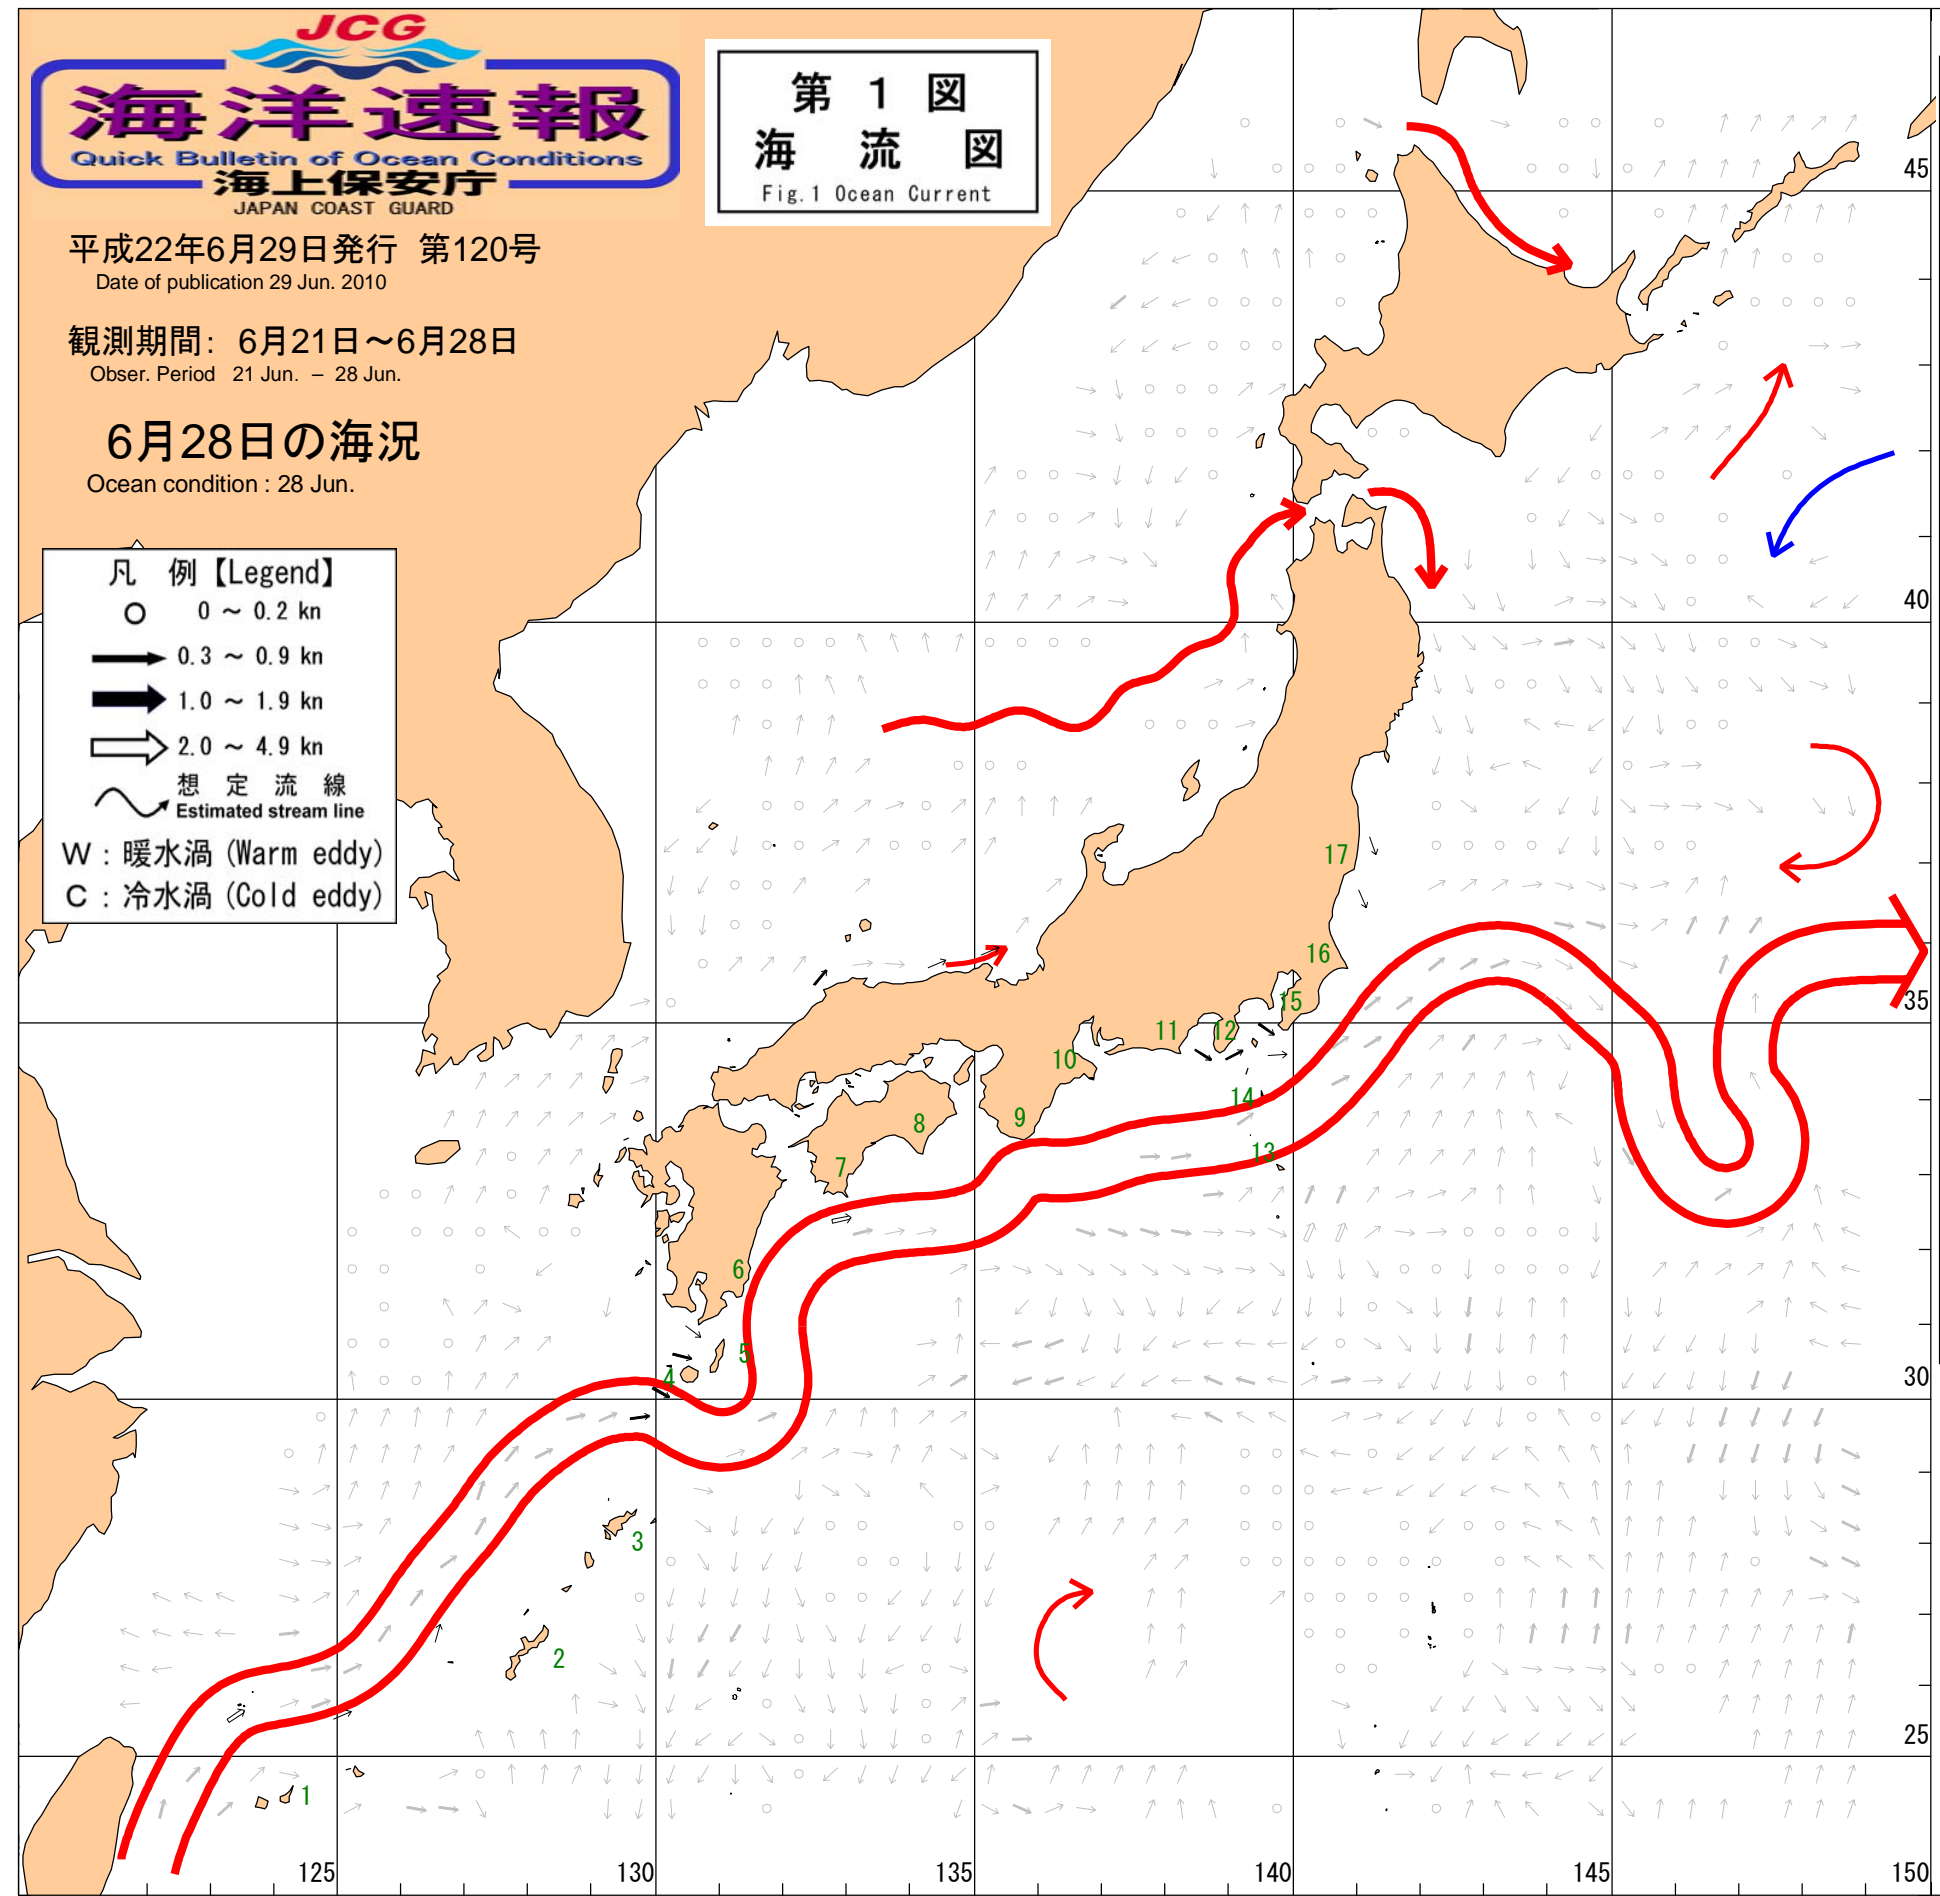 JCG
海洋速報
Quick Bulletin of Ocean Conditions
海上保安庁
JAPAN COAST GUARD
第 1 図
海 流 図
Fig.1 Ocean Current
平成22年6月29日発行 第120号
Date of publication 29 Jun. 2010
観測期間: 6月21日～6月28日
Obser. Period 21 Jun. – 28 Jun.
6月28日の海況
Ocean condition : 28 Jun.
凡 例【Legend】
0 ～ 0.2 kn
0.3 ～ 0.9 kn
1.0 ～ 1.9 kn
2.0 ～ 4.9 kn
想 定 流 線
Estimated stream line
W : 暖水渦 (Warm eddy)
C : 冷水渦 (Cold eddy)
45
40
35
30
25
17
16
15
12
11
10
14
9
8
13
7
6
5
4
3
2
1
125
130
135
140
145
150